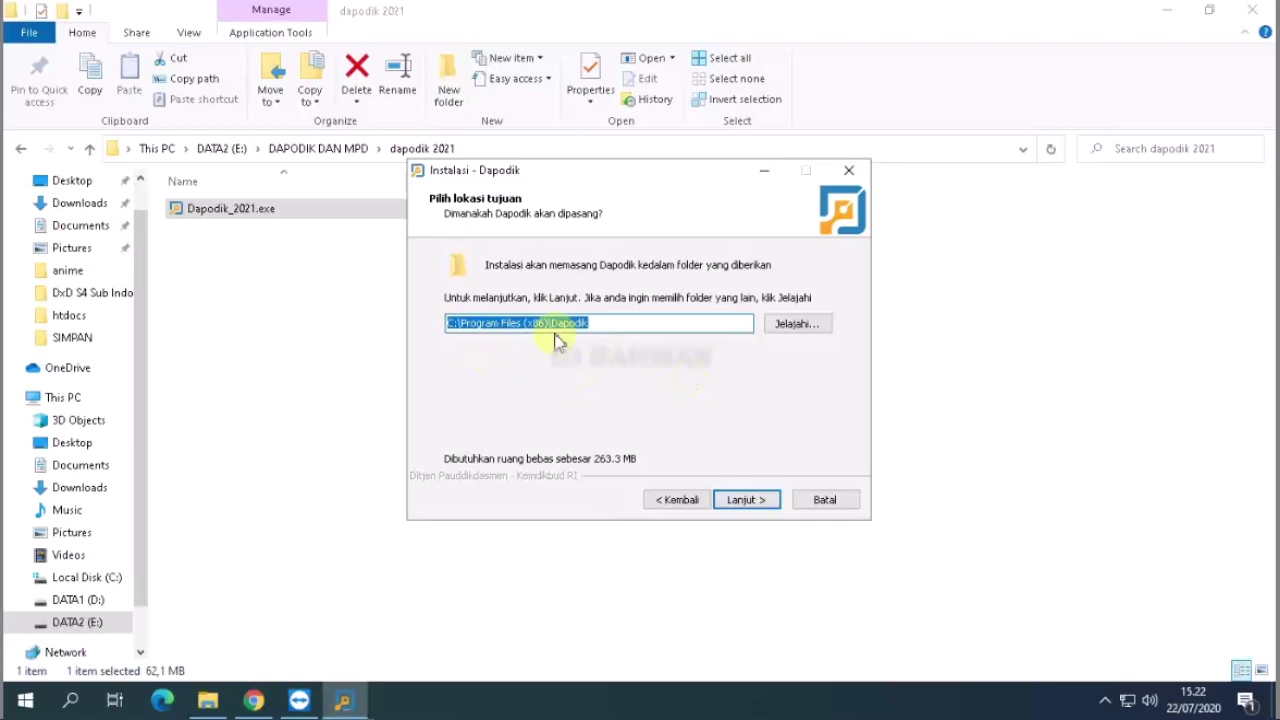 Manage
dapodik 2021
File
Home
Share
View
Application Tools
Pin to Quick access
Copy
Paste
Cut
Copy path
Paste shortcut
Clipboard
Move to
Copy to
Delete
Rename
Organize
New folder
New item
Easy access
New
Properties
Open
Edit
History
Open
Select all
Select none
Invert selection
Select
This PC
DATA2 (E:)
DAPODIK DAN MPD
dapodik 2021
Search dapodik 2021
Desktop
Downloads
Documents
Pictures
anime
DxD S4 Sub Indo
htdocs
SIMPAN
OneDrive
This PC
3D Objects
Desktop
Documents
Downloads
Music
Pictures
Videos
Local Disk (C:)
DATA1 (D:)
DATA2 (E:)
Network
Name
Dapodik_2021.exe
Instalasi - Dapodik
Pilih lokasi tujuan
Dimanakah Dapodik akan dipasang?
Instalasi akan memasang Dapodik kedalam folder yang diberikan
Untuk melanjutkan, klik Lanjut. Jika anda ingin memilih folder yang lain, klik Jelajahi
C:\Program Files (x86)\Dapodik
Jelajahi...
Dibutuhkan ruang bebas sebesar 263.3 MB
Ditjen Pauddikdasmen - Kemdikbud RI
< Kembali
Lanjut >
Batal
1 item
1 item selected 62,1 MB
15.22
22/07/2020
1